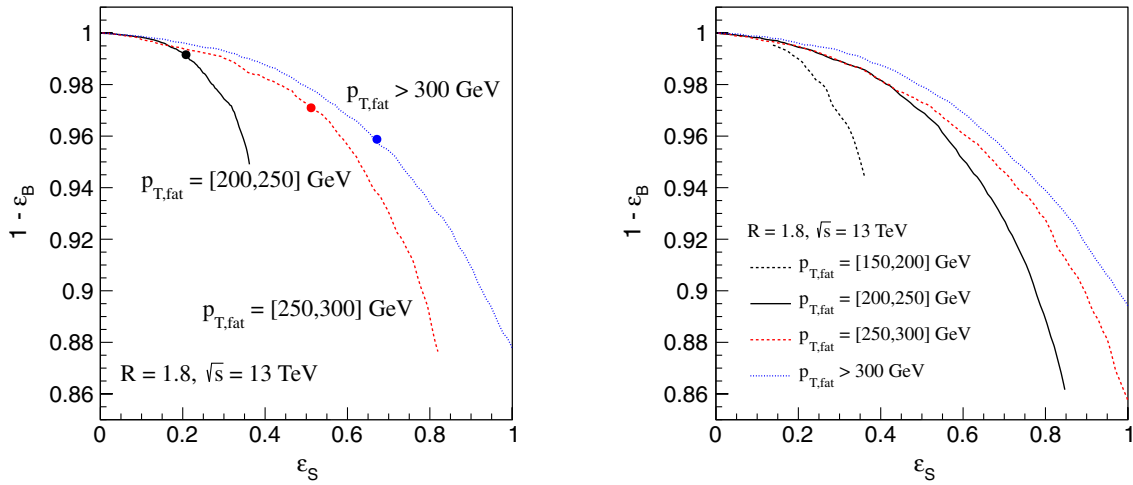 1
0.98
0.96
0.94
0.92
0.9
0.88
0.86
1 - ε_B
p_T,fat > 300 GeV
p_T,fat = [200,250] GeV
p_T,fat = [250,300] GeV
R = 1.8, √s = 13 TeV
0 0.2 0.4 0.6 0.8 1
ε_S
1
0.98
0.96
0.94
0.92
0.9
0.88
0.86
1 - ε_B
R = 1.8, √s = 13 TeV
p_T,fat = [150,200] GeV
p_T,fat = [200,250] GeV
p_T,fat = [250,300] GeV
p_T,fat > 300 GeV
0 0.2 0.4 0.6 0.8 1
ε_S